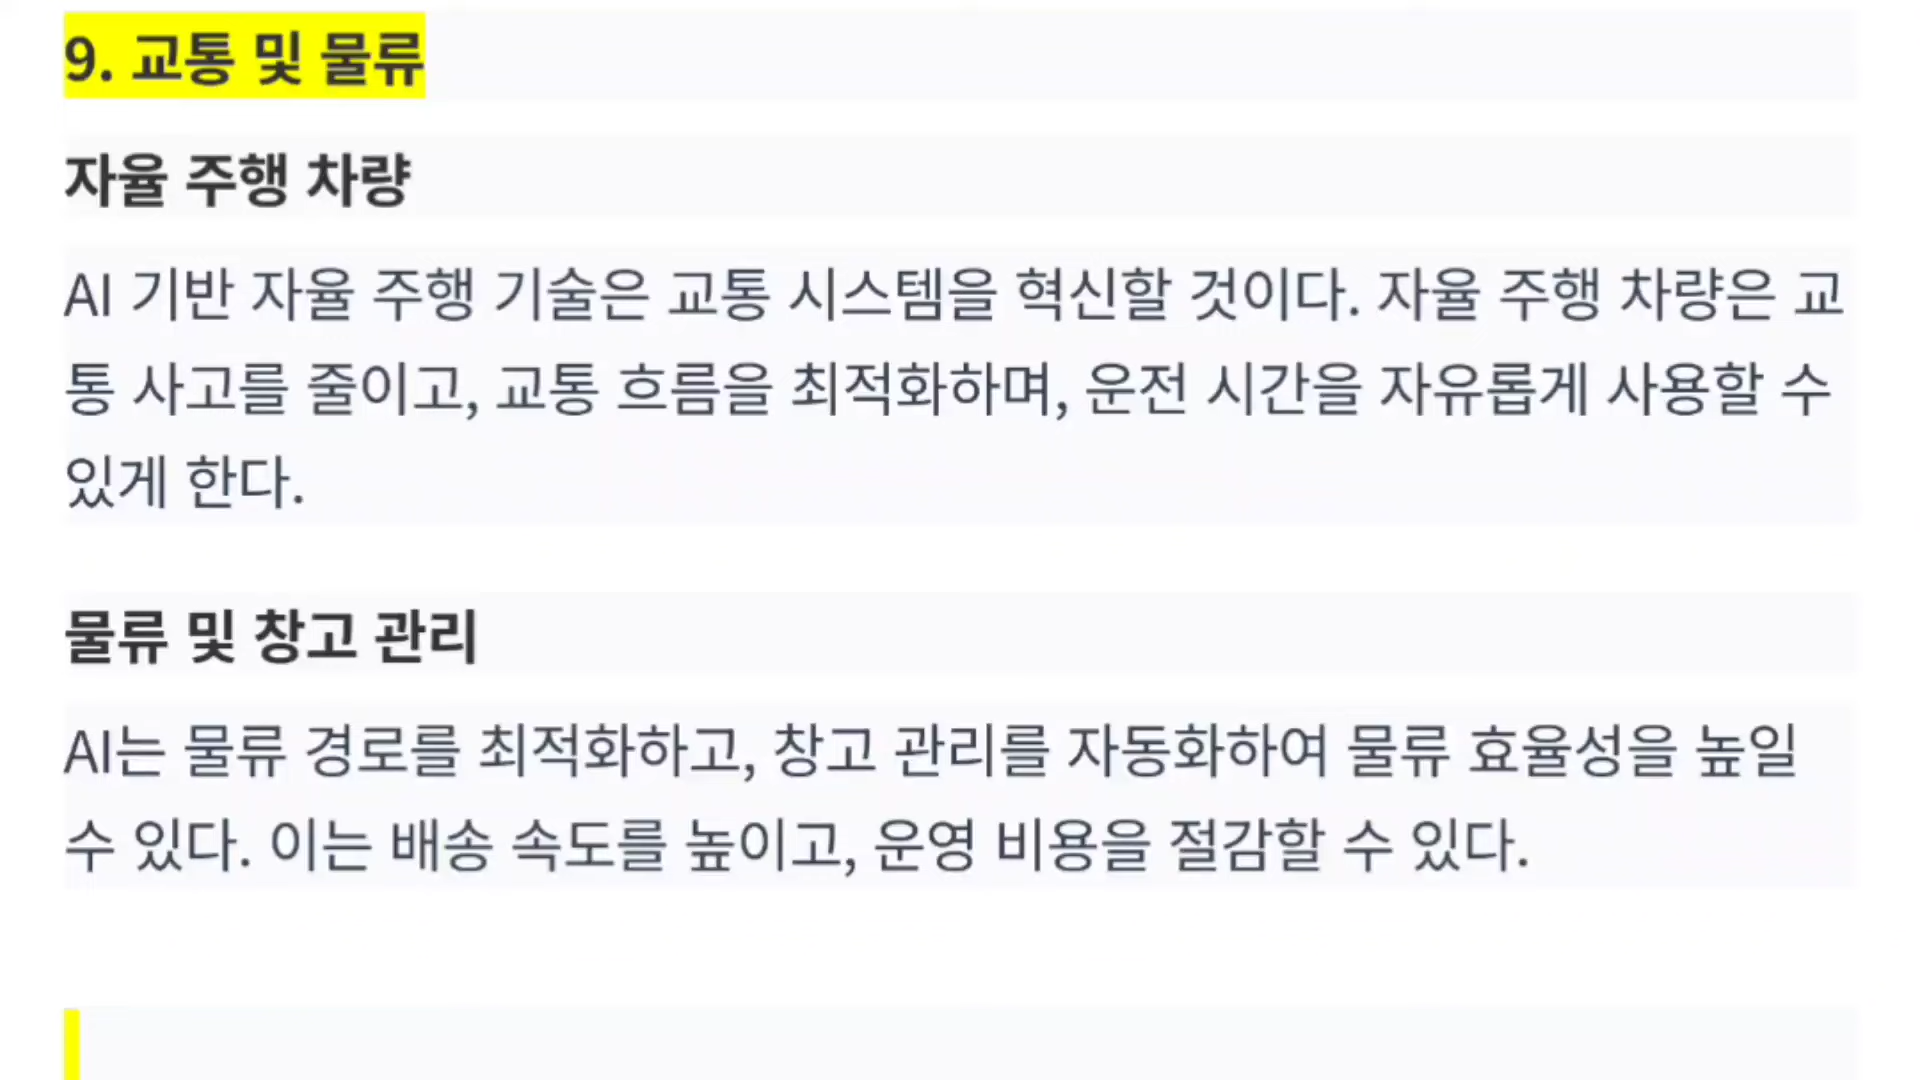 9. 교통 및 물류
자율 주행 차량
AI 기반 자율 주행 기술은 교통 시스템을 혁신할 것이다. 자율 주행 차량은 교
통 사고를 줄이고, 교통 흐름을 최적화하며, 운전 시간을 자유롭게 사용할 수
있게 한다.
물류 및 창고 관리
AI는 물류 경로를 최적화하고, 창고 관리를 자동화하여 물류 효율성을 높일
수 있다. 이는 배송 속도를 높이고, 운영 비용을 절감할 수 있다.